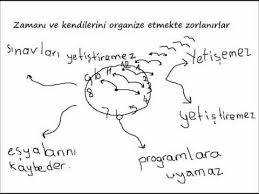 Zamanı ve kendilerini organize etmekte zorlanırlar
sınavları yetiştiremez
Yetişemez
yetiştiremez
eşyalarını
kaybeder.
programlara
uyamaz